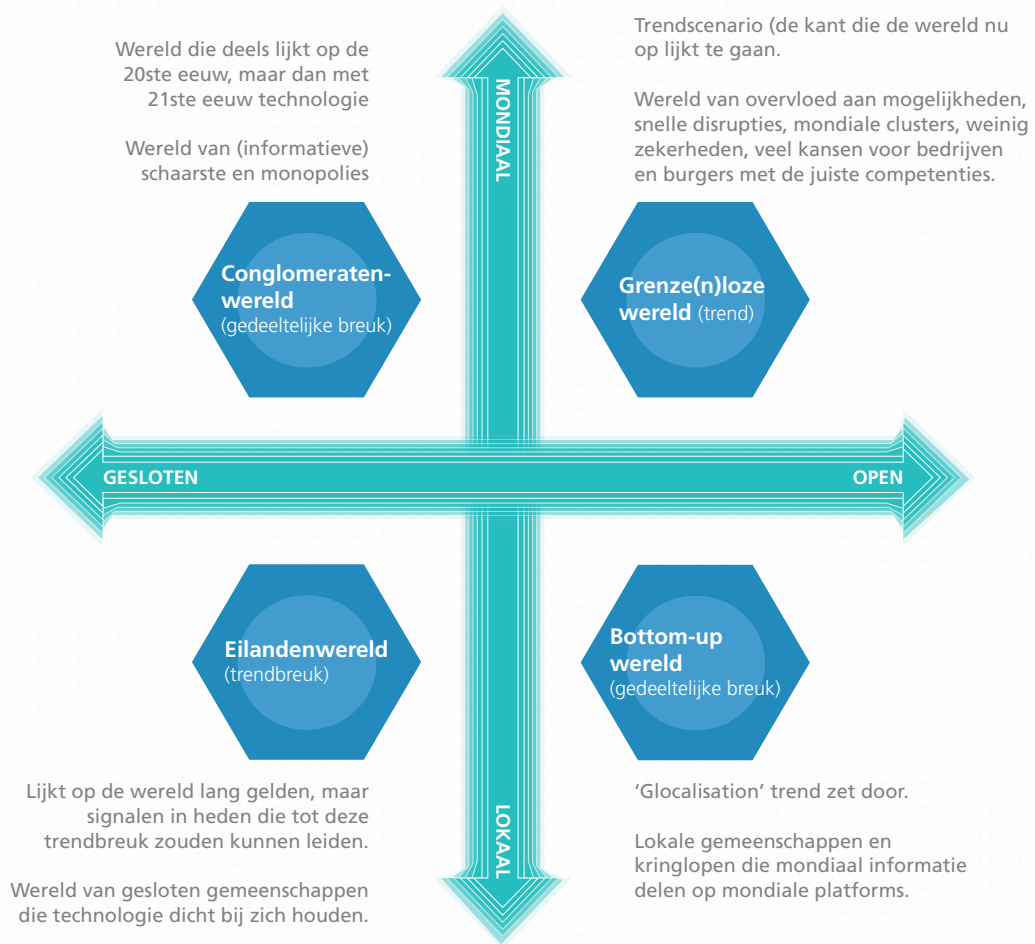 Wereld die deels lijkt op de
20ste eeuw, maar dan met
21ste eeuw technologie
Wereld van (informatieve)
schaarste en monopolies
MONDIAAL
Trendscenario (de kant die de wereld nu
op lijkt te gaan.
Wereld van overvloed aan mogelijkheden,
snelle disrupties, mondiale clusters, weinig
zekerheden, veel kansen voor bedrijven
en burgers met de juiste competenties.
Conglomeraten-
wereld
(gedeeltelijke breuk)
Grenze(n)loze
wereld (trend)
GESLOTEN
OPEN
Eilandenwereld
(trendbreuk)
Bottom-up
wereld
(gedeeltelijke breuk)
Lijkt op de wereld lang gelden, maar
signalen in heden die tot deze
trendbreuk zouden kunnen leiden.
Wereld van gesloten gemeenschappen
die technologie dicht bij zich houden.
LOKAAL
‘Glocalisation’ trend zet door.
Lokale gemeenschappen en
kringlopen die mondiaal informatie
delen op mondiale platforms.